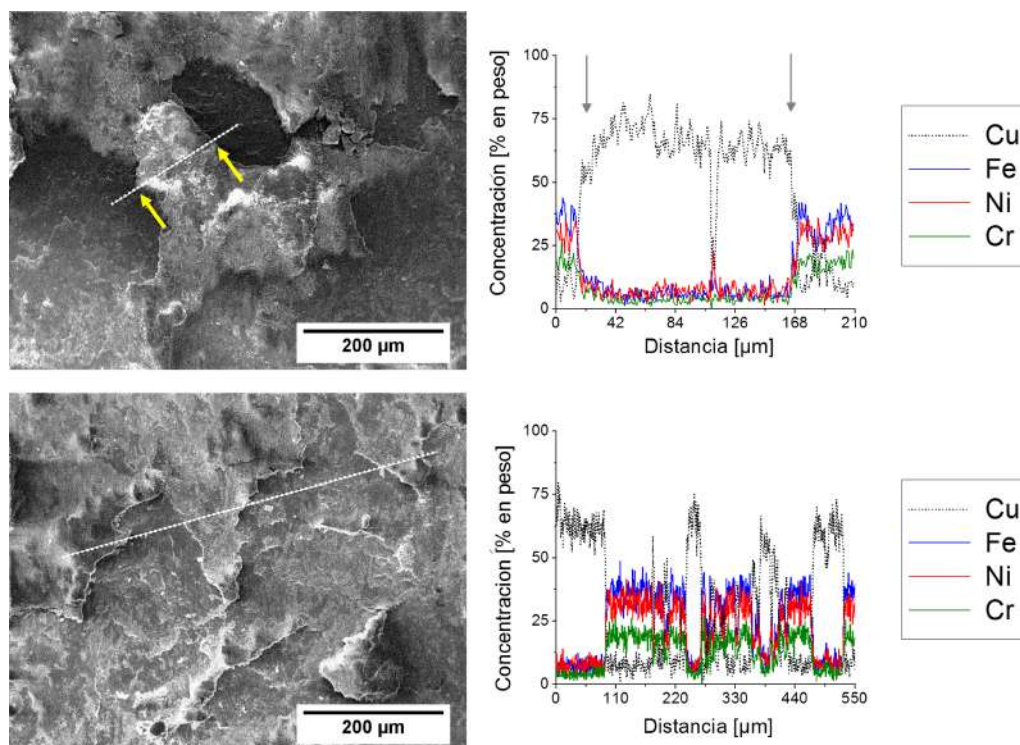 200 µm
Concentracion [% en peso]
100
75
50
25
0
0 42 84 126 168 210
Distancia [µm]
Cu
Fe
Ni
Cr
200 µm
Concentración [% en peso]
100
75
50
25
0
0 110 220 330 440 550
Distancia [µm]
Cu
Fe
Ni
Cr